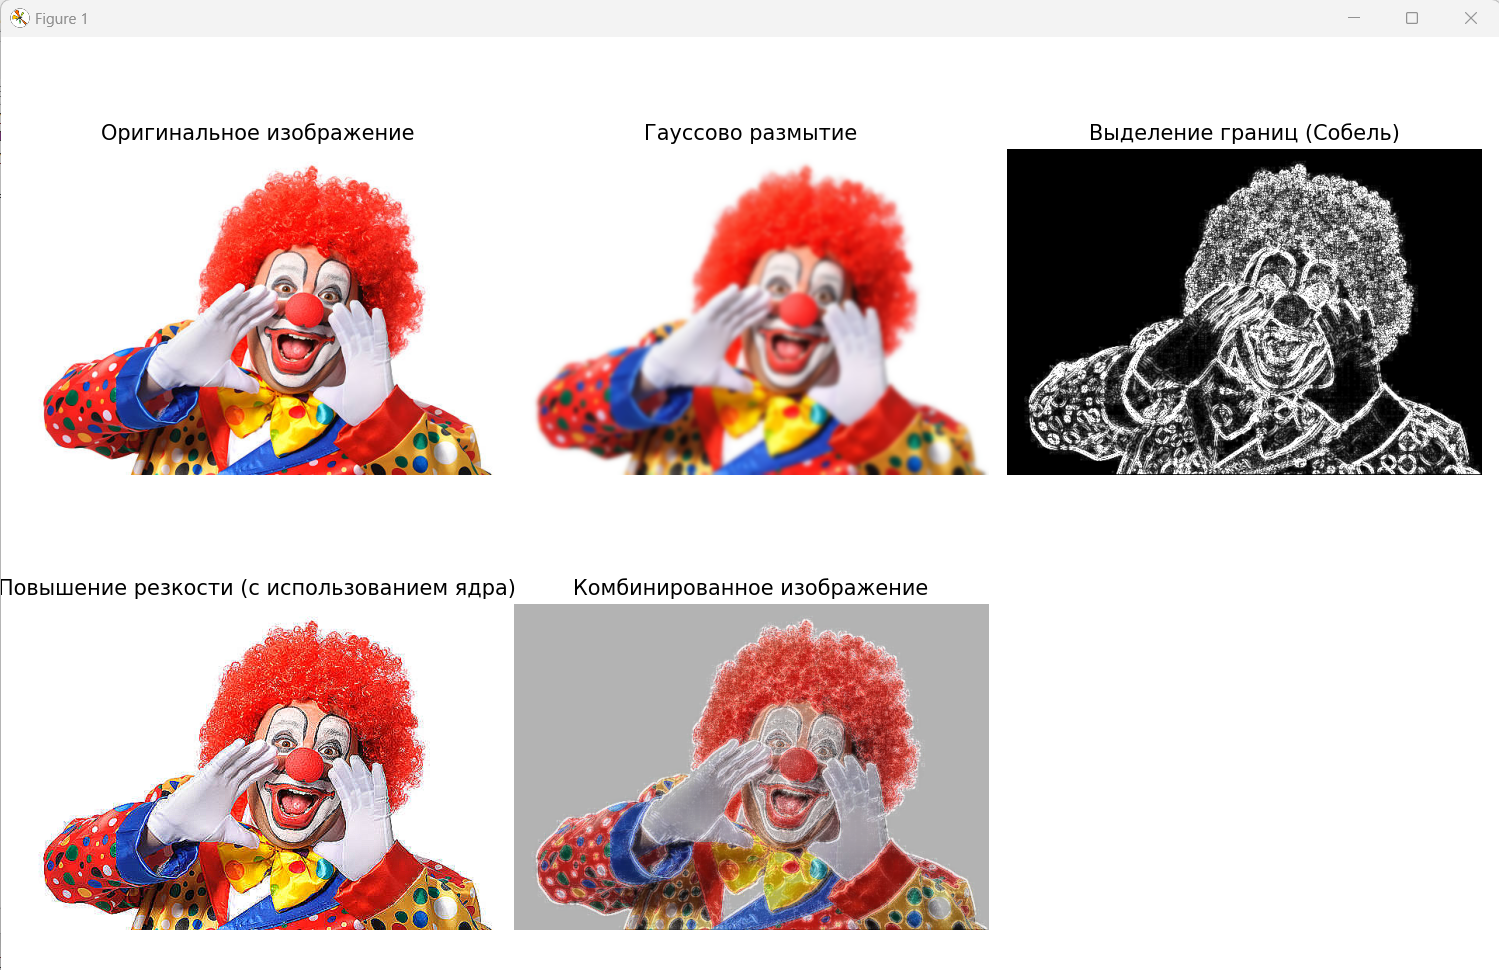 Figure 1
Оригинальное изображение
Гауссово размытие
Выделение границ (Собель)
Повышение резкости (с использованием ядра)
Комбинированное изображение